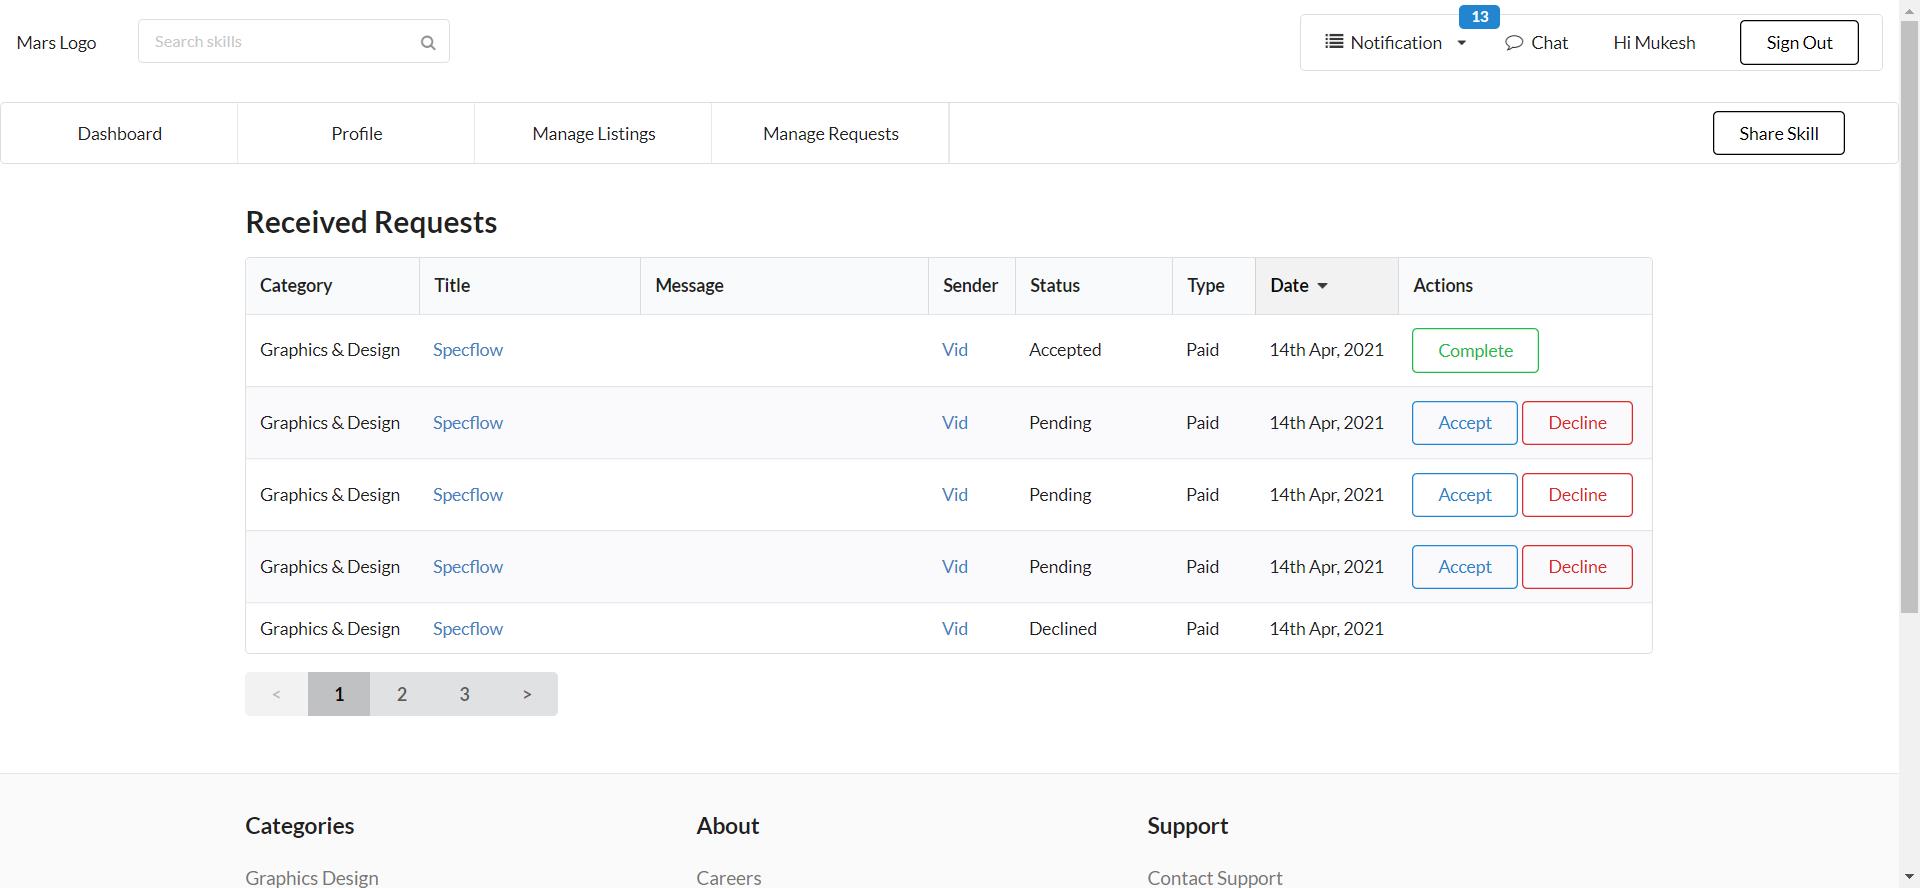 13
Mars Logo Search skills Notification Chat Hi Mukesh Sign Out
Dashboard Profile Manage Listings Manage Requests Share Skill
Received Requests
Category Title Message Sender Status Type Date Actions
Graphics & Design Specflow Vid Accepted Paid 14th Apr, 2021 Complete
Graphics & Design Specflow Vid Pending Paid 14th Apr, 2021 Accept Decline
Graphics & Design Specflow Vid Pending Paid 14th Apr, 2021 Accept Decline
Graphics & Design Specflow Vid Pending Paid 14th Apr, 2021 Accept Decline
Graphics & Design Specflow Vid Declined Paid 14th Apr, 2021
< 1 2 3 >
Categories About Support
Graphics Design Careers Contact Support